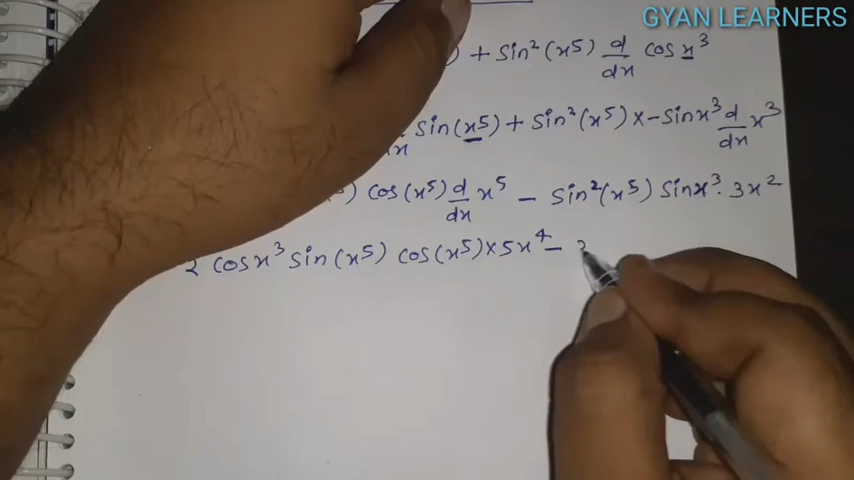 GYAN LEARNERS
) + Sin²(x⁵) d/dx cos x³
dx Sin(x⁵) + Sin²(x⁵) × - Sinx³ d/dx x³
) cos(x⁵) d/dx x⁵ - Sin²(x⁵) Sinx³. 3x²
2 cosx³ sin(x⁵) cos(x⁵) × 5x⁴ -